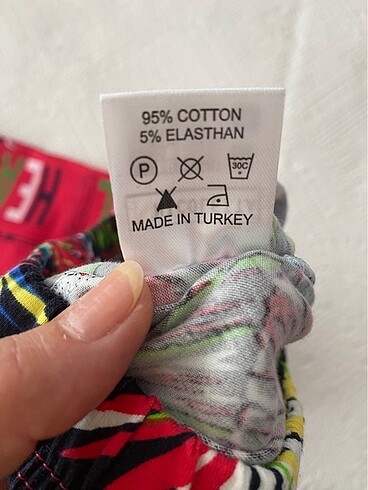 95% COTTON
5% ELASTHAN
P
30C
MADE IN TURKEY